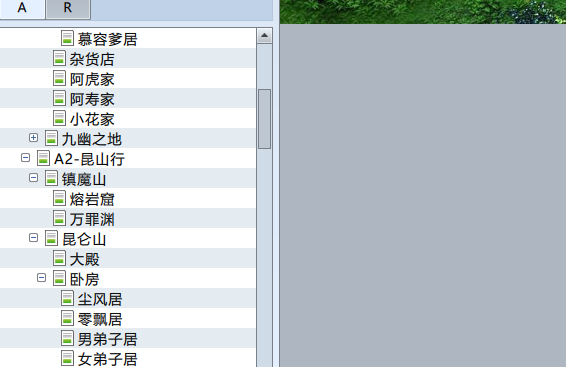 A R
慕容爹居
杂货店
阿虎家
阿寿家
小花家
九幽之地
A2-昆山行
镇魔山
熔岩窟
万罪渊
昆仑山
大殿
卧房
尘风居
零飘居
男弟子居
女弟子居